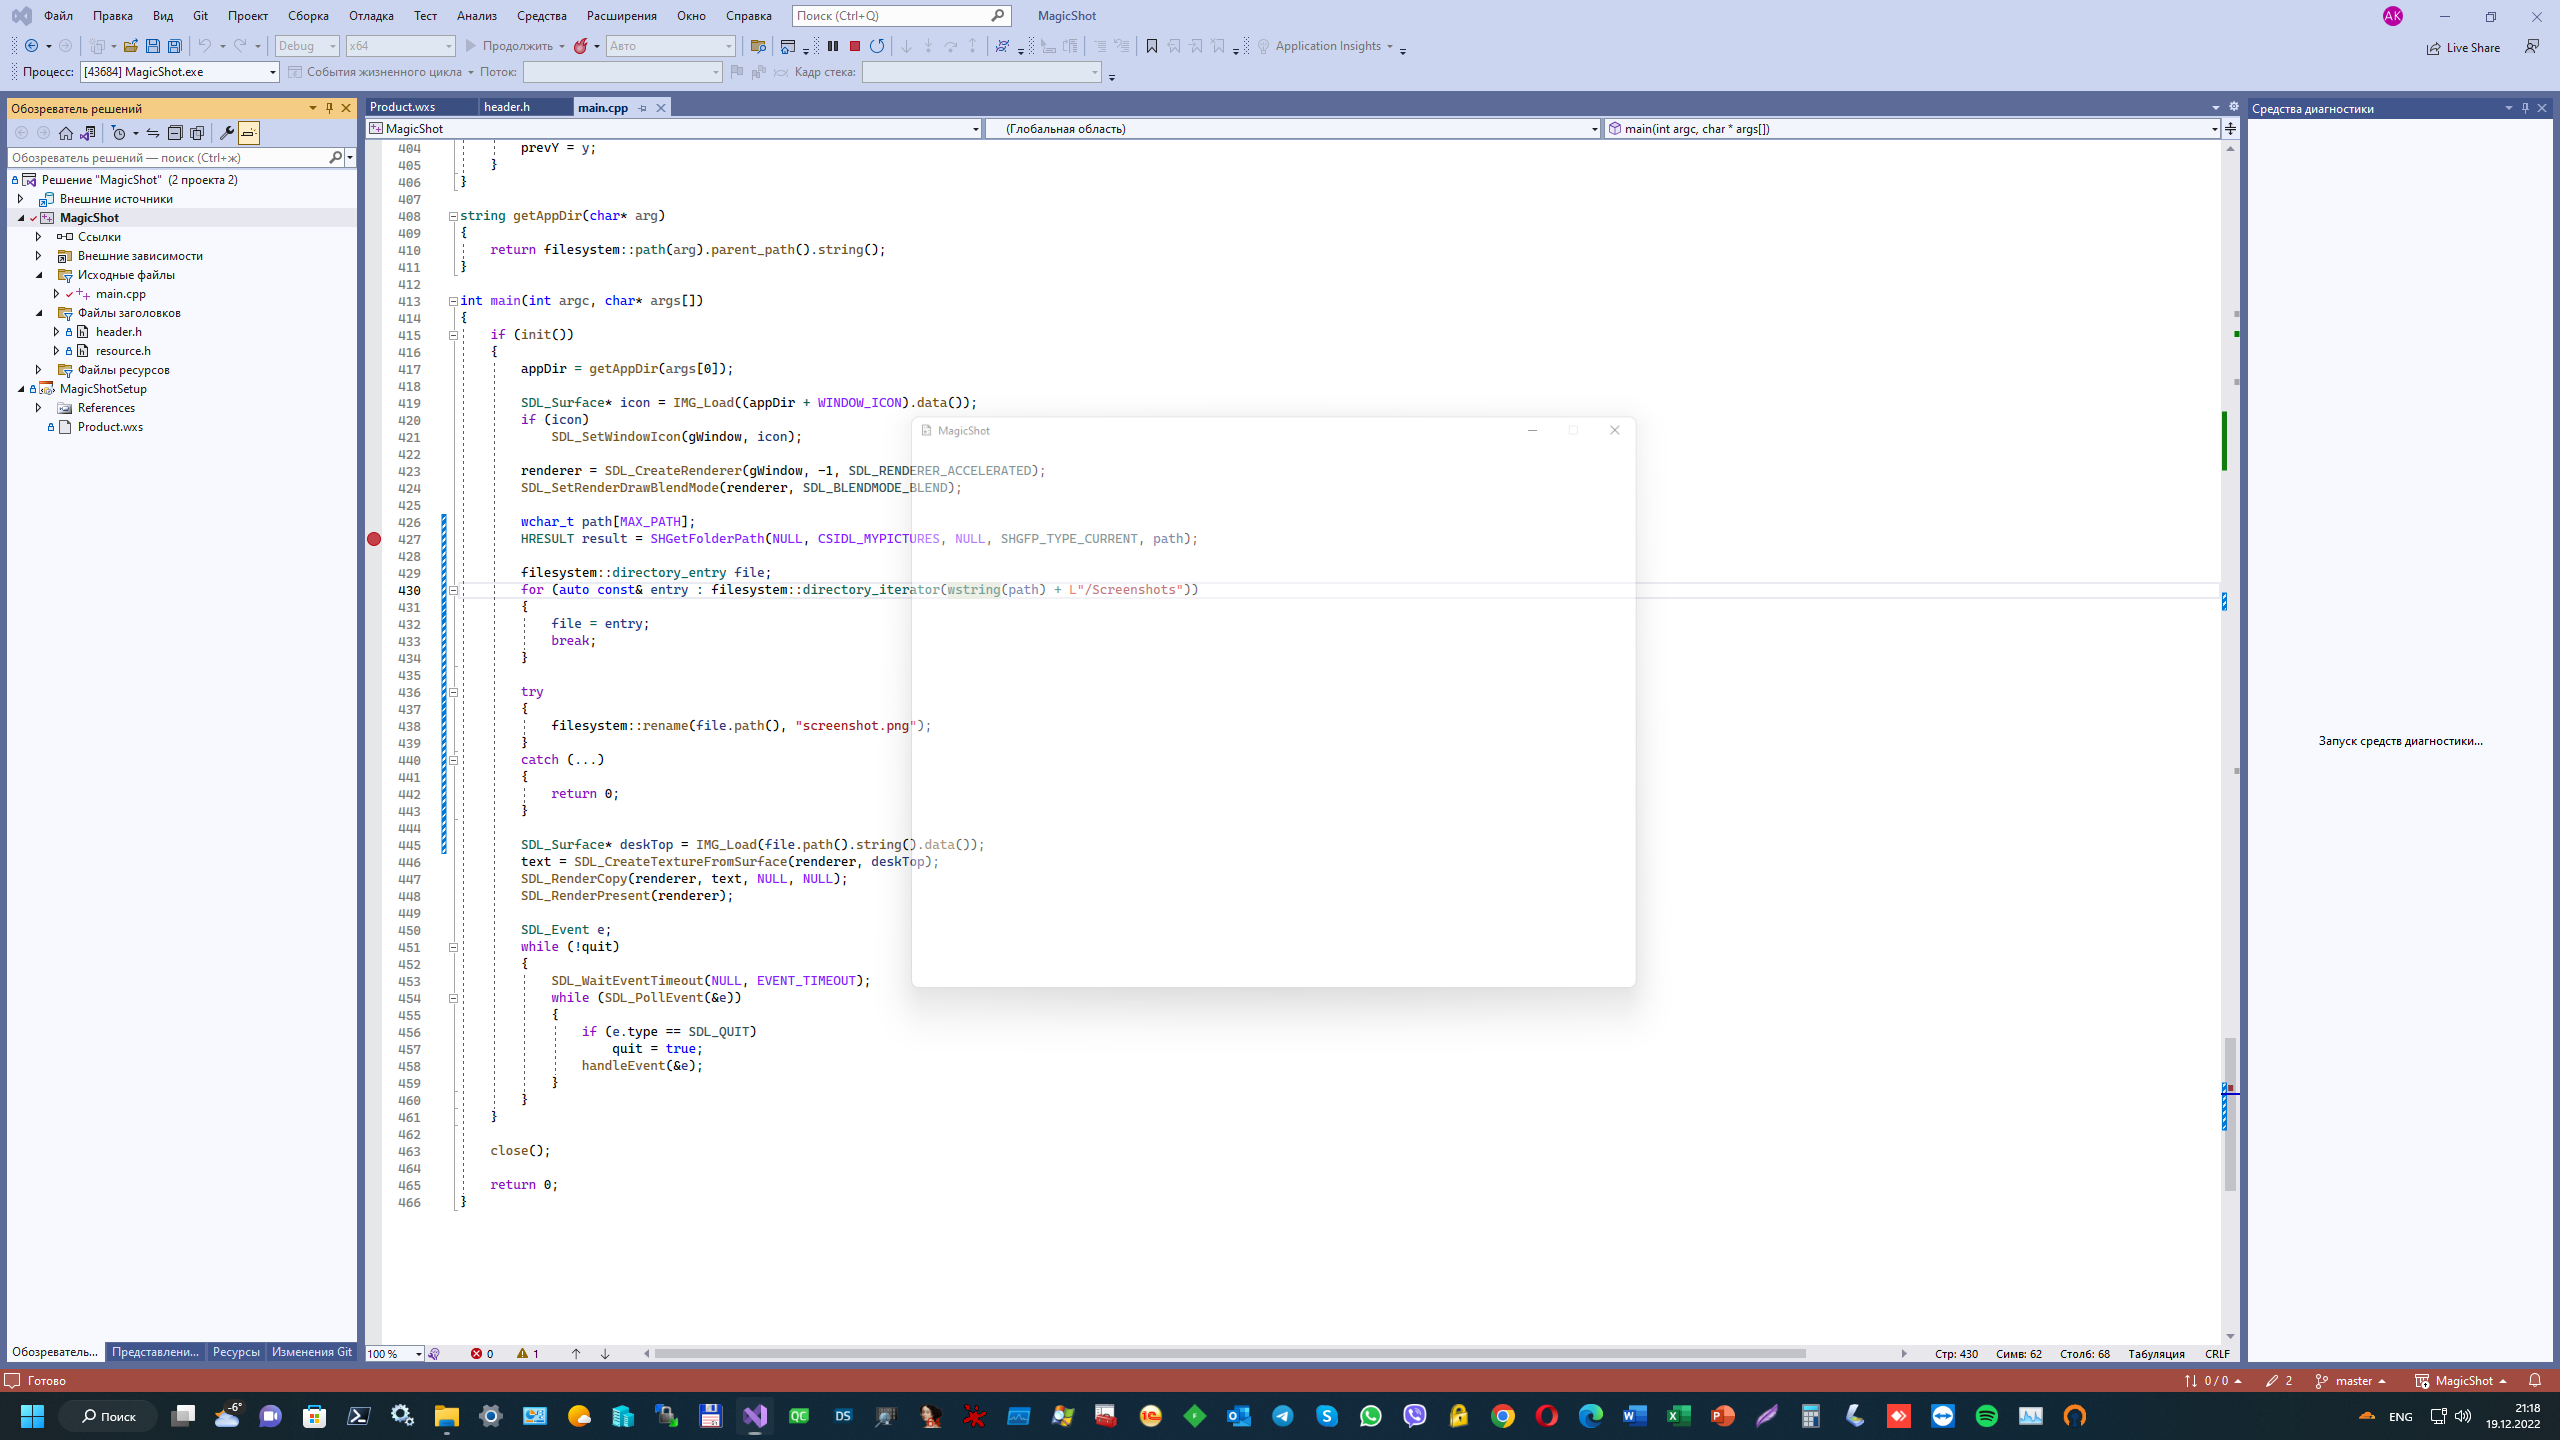 Файл Правка Вид Git Проект Сборка Отладка Тест Анализ Средства Расширения Окно Справка Поиск (Ctrl+Q) MagicShot AK
Debug x64 Продолжить Авто Application Insights Live Share
Процесс: [43684] MagicShot.exe События жизненного цикла Поток: Кадр стека:
Обозреватель решений
Обозреватель решений — поиск (Ctrl+ж)
Решение "MagicShot" (2 проекта 2)
Внешние источники
MagicShot
Ссылки
Внешние зависимости
Исходные файлы
main.cpp
Файлы заголовков
header.h
resource.h
Файлы ресурсов
MagicShotSetup
References
Product.wxs
Обозреватель... Представлени... Ресурсы Изменения Git
Product.wxs header.h main.cpp
MagicShot (Глобальная область) main(int argc, char * args[])
404 prevY = y;
405 }
406 }
407
408 string getAppDir(char* arg)
409 {
410 return filesystem::path(arg).parent_path().string();
411 }
412
413 int main(int argc, char* args[])
414 {
415 if (init())
416 {
417 appDir = getAppDir(args[0]);
418
419 SDL_Surface* icon = IMG_Load((appDir + WINDOW_ICON).data());
420 if (icon)
421 SDL_SetWindowIcon(gWindow, icon);
422
423 renderer = SDL_CreateRenderer(gWindow, -1, SDL_RENDERER_ACCELERATED);
424 SDL_SetRenderDrawBlendMode(renderer, SDL_BLENDMODE_BLEND);
425
426 wchar_t path[MAX_PATH];
427 HRESULT result = SHGetFolderPath(NULL, CSIDL_MYPICTURES, NULL, SHGFP_TYPE_CURRENT, path);
428
429 filesystem::directory_entry file;
430 for (auto const& entry : filesystem::directory_iterator(wstring(path) + L"/Screenshots"))
431 {
432 file = entry;
433 break;
434 }
435
436 try
437 {
438 filesystem::rename(file.path(), "screenshot.png");
439 }
440 catch (...)
441 {
442 return 0;
443 }
444
445 SDL_Surface* deskTop = IMG_Load(file.path().string().data());
446 text = SDL_CreateTextureFromSurface(renderer, deskTop);
447 SDL_RenderCopy(renderer, text, NULL, NULL);
448 SDL_RenderPresent(renderer);
449
450 SDL_Event e;
451 while (!quit)
452 {
453 SDL_WaitEventTimeout(NULL, EVENT_TIMEOUT);
454 while (SDL_PollEvent(&e))
455 {
456 if (e.type == SDL_QUIT)
457 quit = true;
458 handleEvent(&e);
459 }
460 }
461 }
462
463 close();
464
465 return 0;
466 }
MagicShot
100 % 0 1 Стр: 430 Симв: 62 Столб: 68 Табуляция CRLF
Средства диагностики
Запуск средств диагностики...
Готово 0 / 0 2 master MagicShot
Поиск -6° QC DS 1C ENG 21:18
19.12.2022